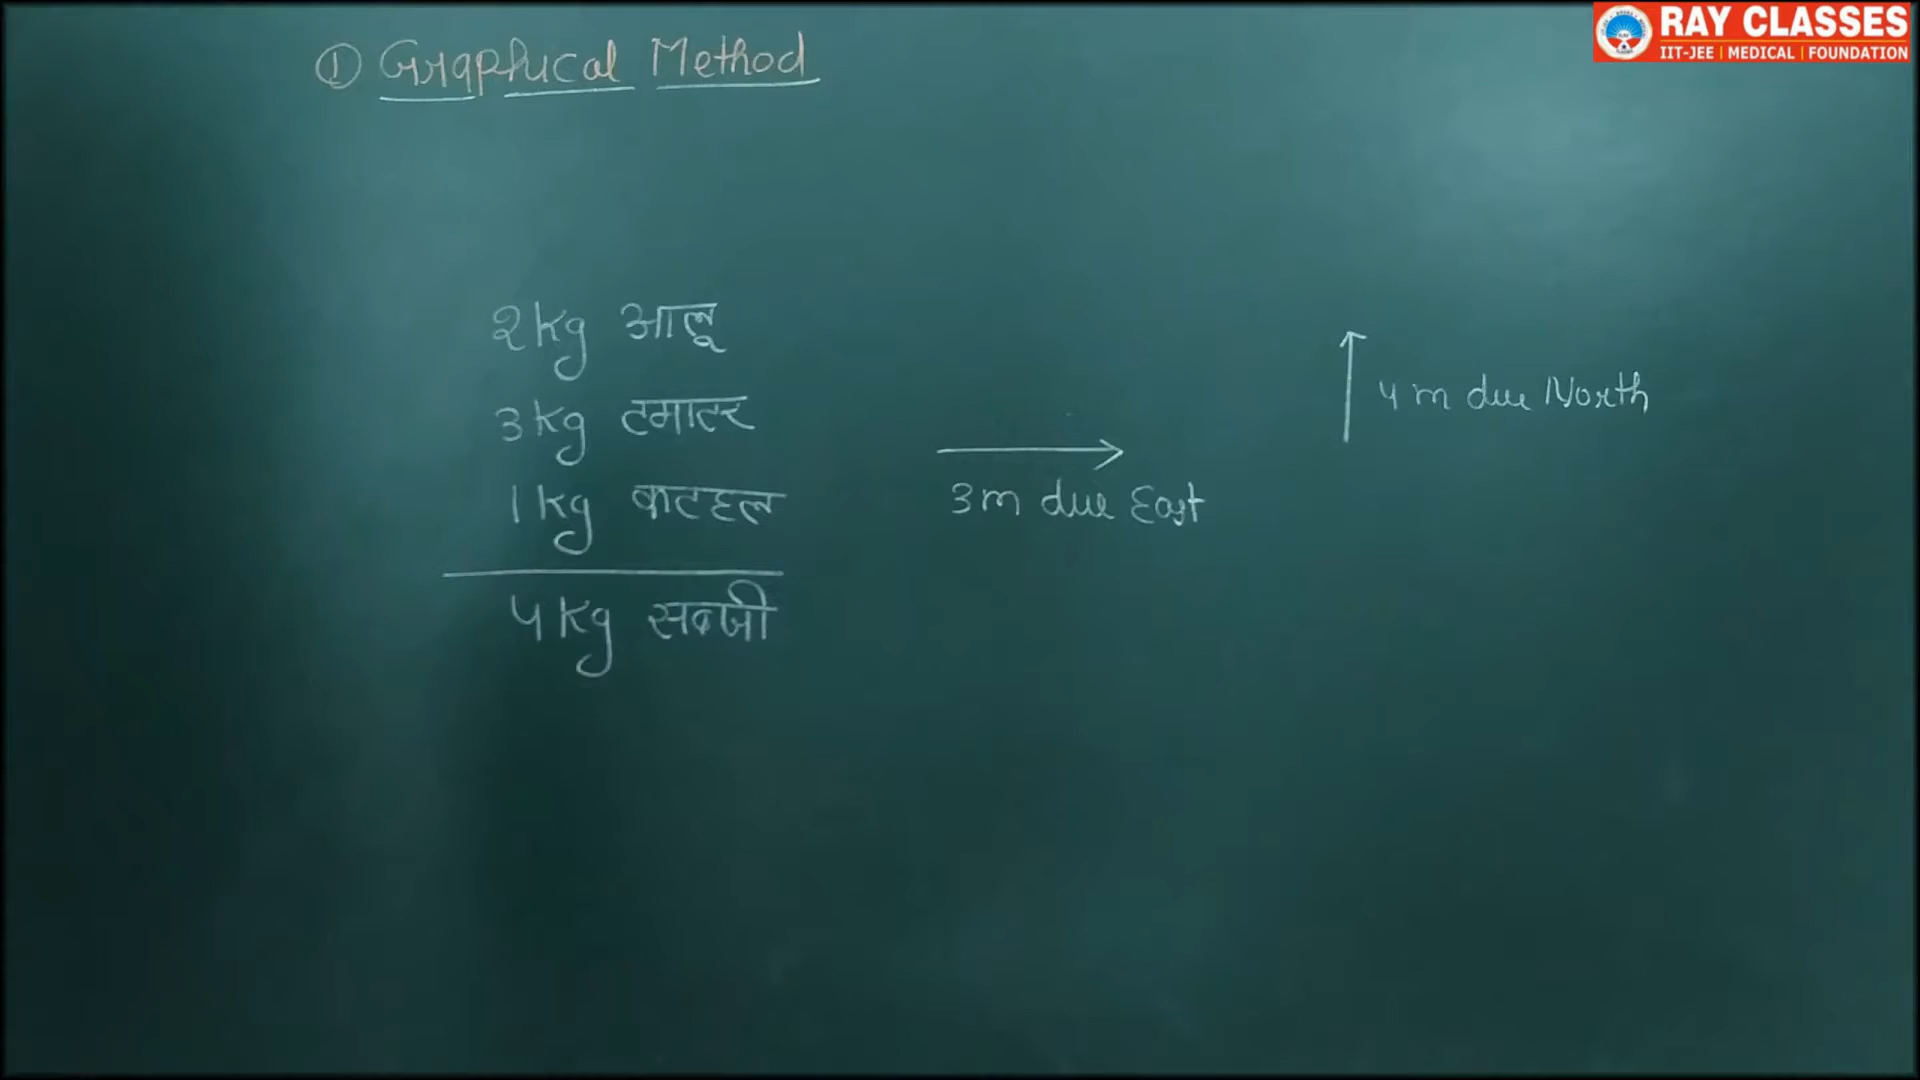 ① Graphical Method
RAY CLASSES
IIT-JEE | MEDICAL | FOUNDATION
2kg आलू
3kg टमाटर
1kg कटहल
4kg सब्जी
3m due East
4m due North